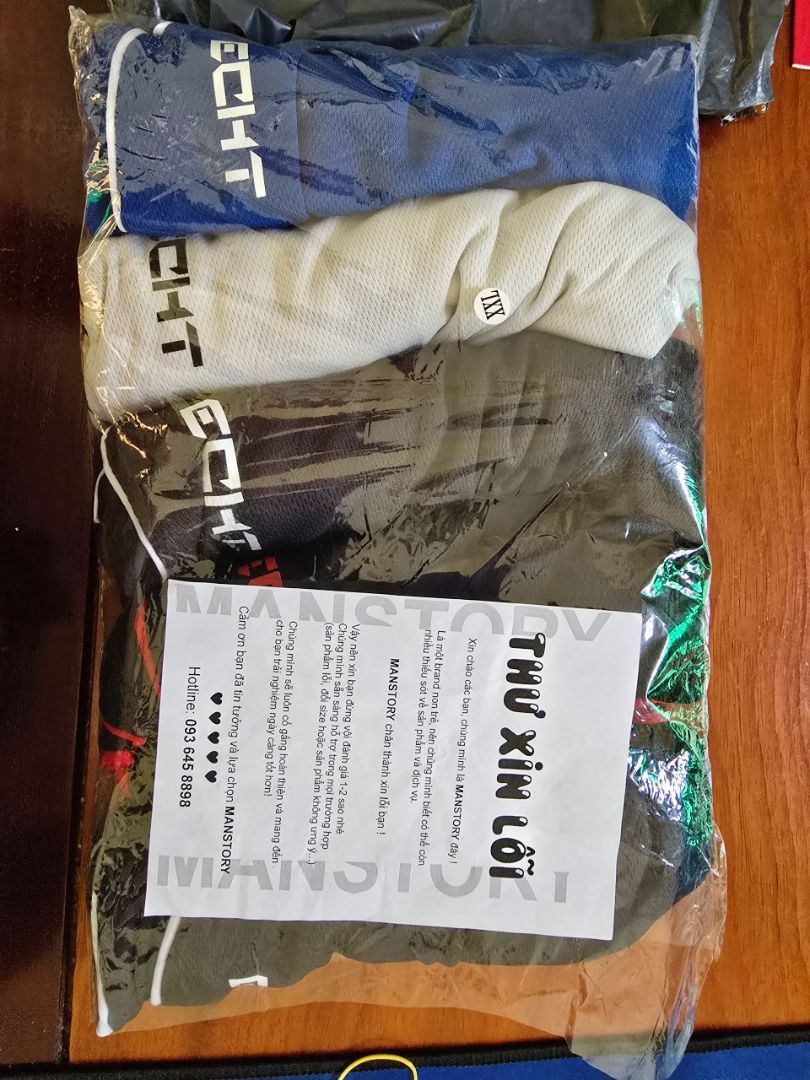 ECHT
ECHT
XXL
ECHT
MANSTORY
THƯ XIN LỖI
Xin chào các bạn, chúng mình là MANSTORY đây !
Là một brand non trẻ, nên chúng mình biết có thể còn
nhiều thiếu sót về sản phẩm và dịch vụ.
MANSTORY chân thành xin lỗi bạn !
Vậy nên xin bạn đừng vội đánh giá 1-2 sao nhé
Chúng mình sẵn sàng hỗ trợ trong mọi trường hợp
(sản phẩm lỗi, đổi size hoặc sản phẩm không ưng ý...)
Chúng mình sẽ luôn cố gắng hoàn thiện và mang đến
cho bạn trải nghiệm ngày càng tốt hơn!
Cảm ơn bạn đã tin tưởng và lựa chọn MANSTORY
♥ ♥ ♥ ♥ ♥
Hotline: 093 645 8898
MANSTORY